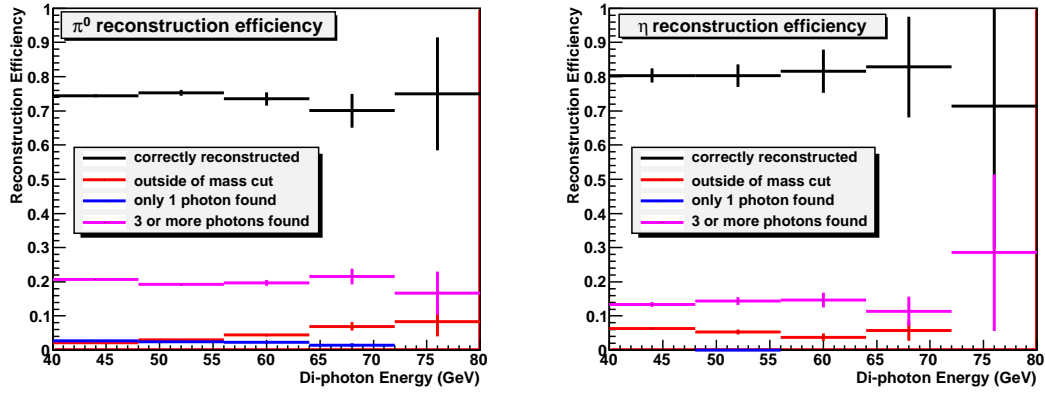 π⁰ reconstruction efficiency
Reconstruction Efficiency
1
0.9
0.8
0.7
0.6
0.5
0.4
0.3
0.2
0.1
0
correctly reconstructed
outside of mass cut
only 1 photon found
3 or more photons found
40 45 50 55 60 65 70 75 80
Di-photon Energy (GeV)
η reconstruction efficiency
Reconstruction Efficiency
1
0.9
0.8
0.7
0.6
0.5
0.4
0.3
0.2
0.1
0
correctly reconstructed
outside of mass cut
only 1 photon found
3 or more photons found
40 45 50 55 60 65 70 75 80
Di-photon Energy (GeV)